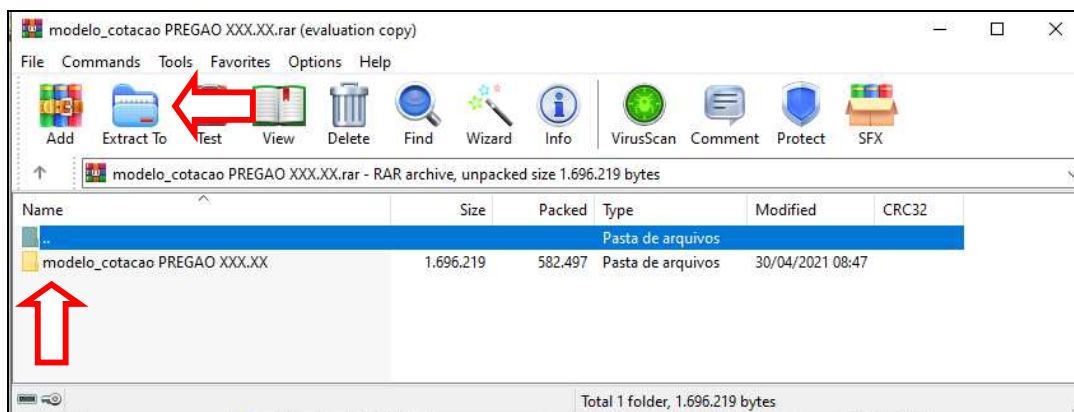 modelo_cotacao PREGAO XXX.XX.rar (evaluation copy)
File Commands Tools Favorites Options Help
Add Extract To Test View Delete Find Wizard Info VirusScan Comment Protect SFX
modelo_cotacao PREGAO XXX.XX.rar - RAR archive, unpacked size 1.696.219 bytes
Name Size Packed Type Modified CRC32
.. Pasta de arquivos
modelo_cotacao PREGAO XXX.XX 1.696.219 582.497 Pasta de arquivos 30/04/2021 08:47
Total 1 folder, 1.696.219 bytes